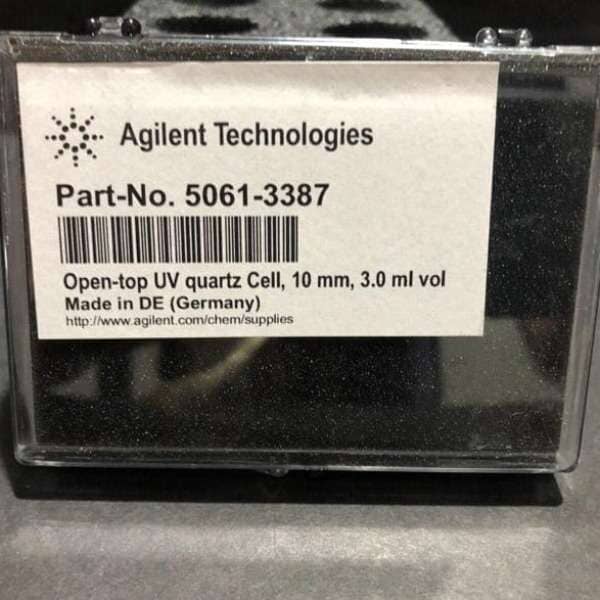 Agilent Technologies
Part-No. 5061-3387
Open-top UV quartz Cell, 10 mm, 3.0 ml vol
Made in DE (Germany)
http://www.agilent.com/chem/supplies